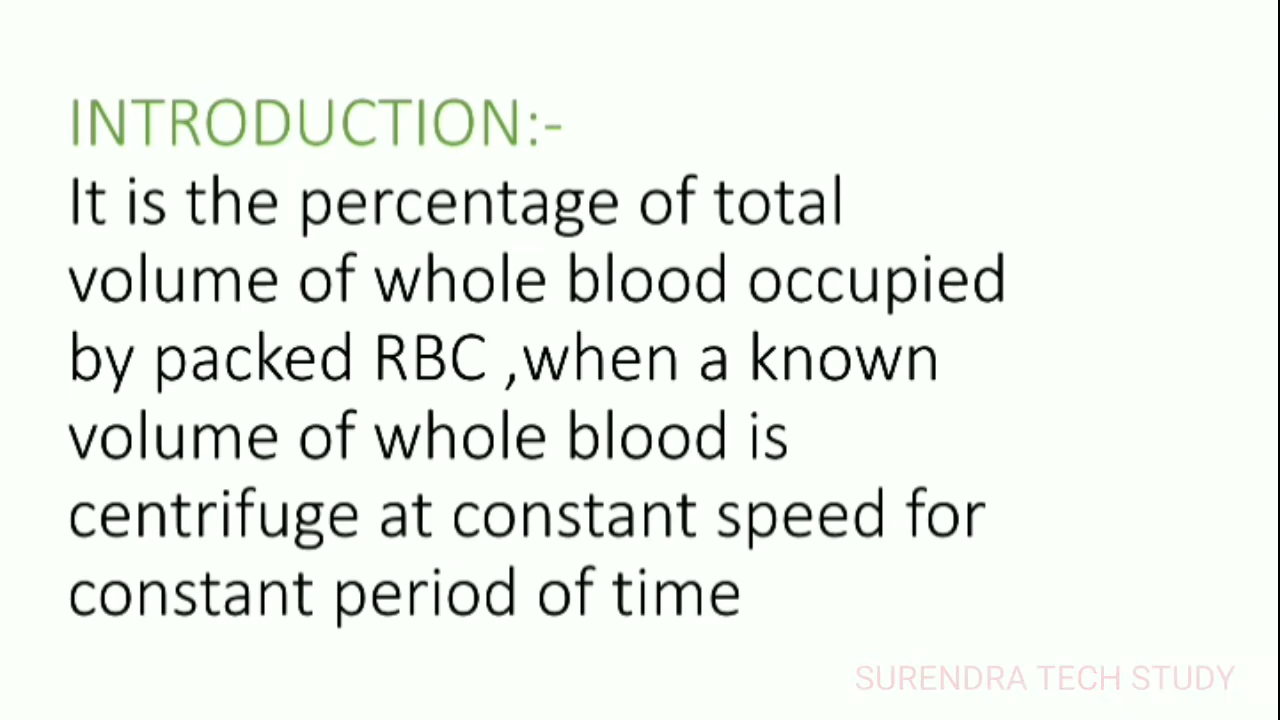 INTRODUCTION:-
It is the percentage of total
volume of whole blood occupied
by packed RBC ,when a known
volume of whole blood is
centrifuge at constant speed for
constant period of time
SURENDRA TECH STUDY